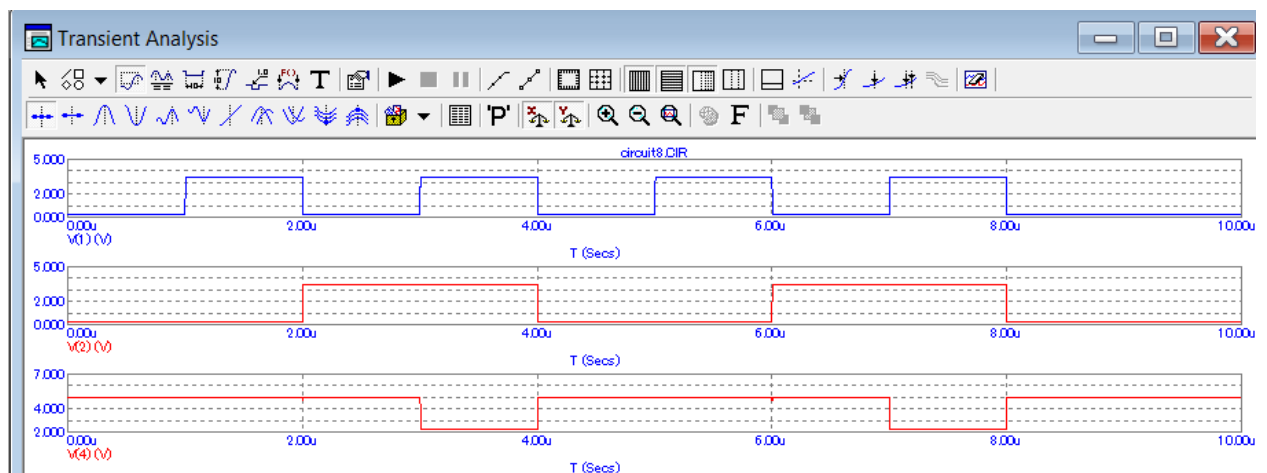 Transient Analysis
T
'P' F
circuit8.CIR
5.000
2.000
0.000
0.00u 2.00u 4.00u 6.00u 8.00u 10.00u
V(1) (V)
T (Secs)
5.000
2.000
0.000
0.00u 2.00u 4.00u 6.00u 8.00u 10.00u
V(2) (V)
T (Secs)
7.000
4.000
2.000
0.00u 2.00u 4.00u 6.00u 8.00u 10.00u
V(4) (V)
T (Secs)